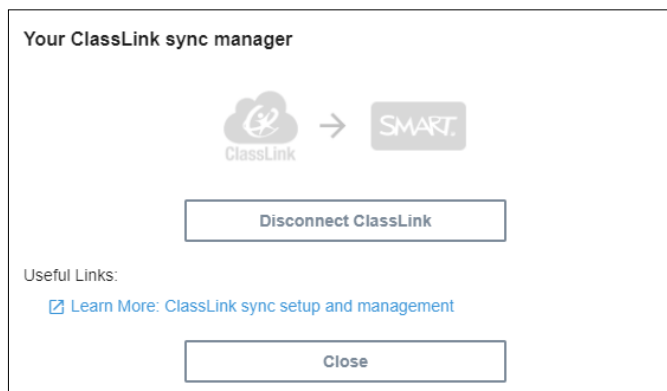 Your ClassLink sync manager
ClassLink
SMART.
Disconnect ClassLink
Useful Links:
Learn More: ClassLink sync setup and management
Close